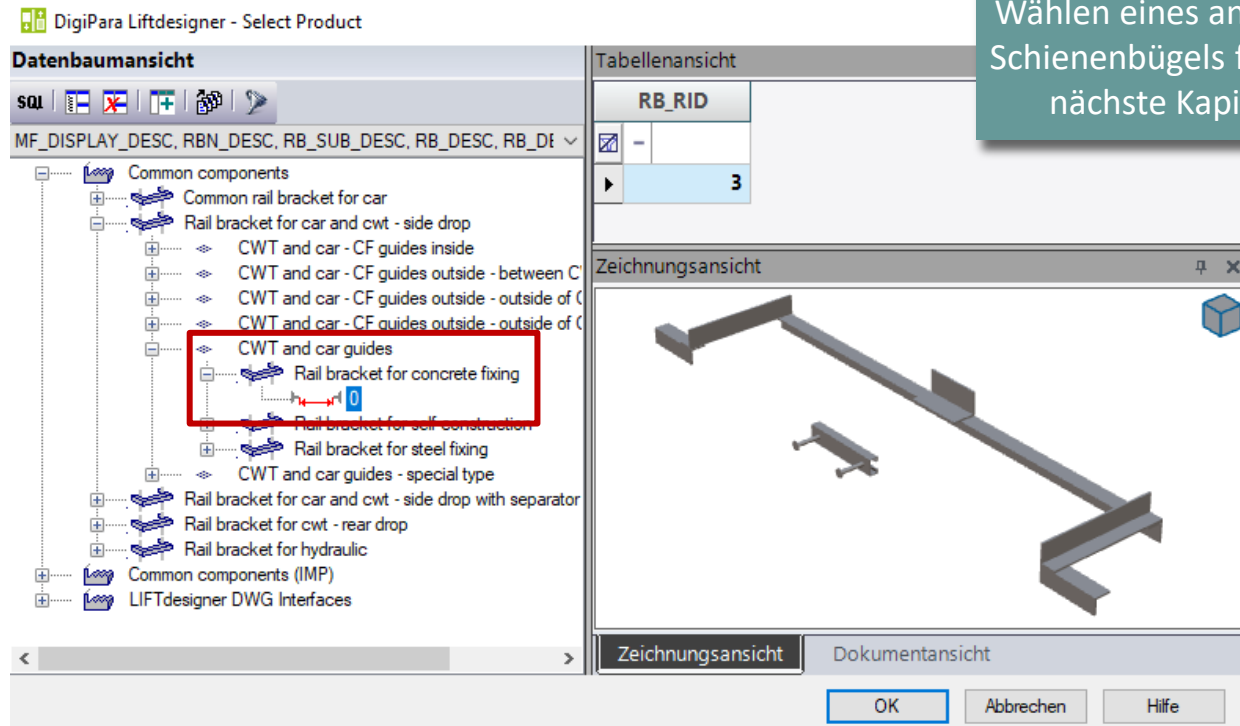 DigiPara Liftdesigner - Select Product
Wählen eines an
Schienenbügels f
nächste Kapi
Datenbaumansicht
SQL
MF_DISPLAY_DESC, RBN_DESC, RB_SUB_DESC, RB_DESC, RB_DE
Common components
Common rail bracket for car
Rail bracket for car and cwt - side drop
CWT and car - CF guides inside
CWT and car - CF guides outside - between C
CWT and car - CF guides outside - outside of C
CWT and car - CF guides outside - outside of C
CWT and car guides
Rail bracket for concrete fixing
0
Rail bracket for self construction
Rail bracket for steel fixing
CWT and car guides - special type
Rail bracket for car and cwt - side drop with separator
Rail bracket for cwt - rear drop
Rail bracket for hydraulic
Common components (IMP)
LIFTdesigner DWG Interfaces
Tabellenansicht
RB_RID
3
Zeichnungsansicht
Zeichnungsansicht Dokumentansicht
OK Abbrechen Hilfe